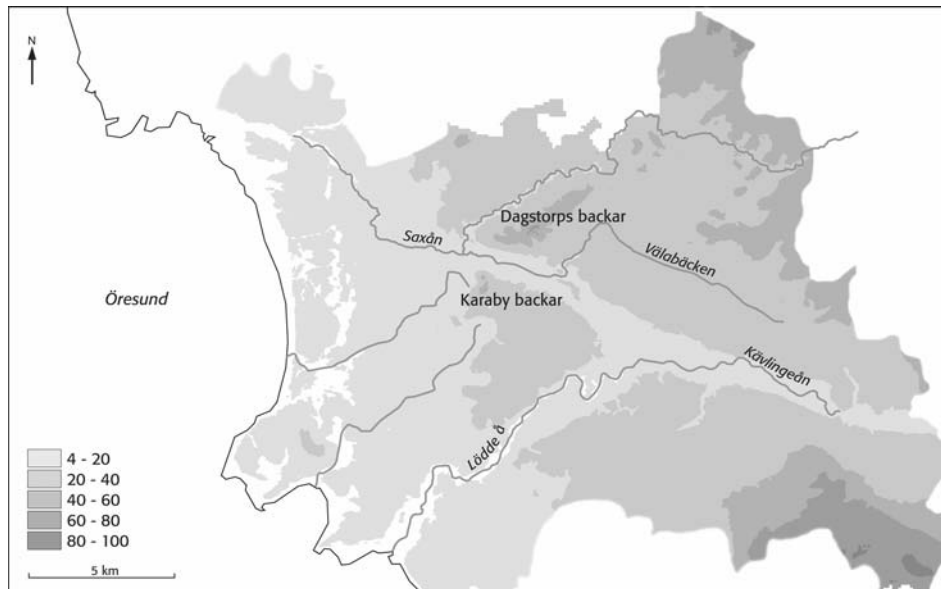 N
Dagstorps backar
Saxån
Välabäcken
Öresund
Karaby backar
Kävlingeån
Lödde å
4 - 20
20 - 40
40 - 60
60 - 80
80 - 100
5 km